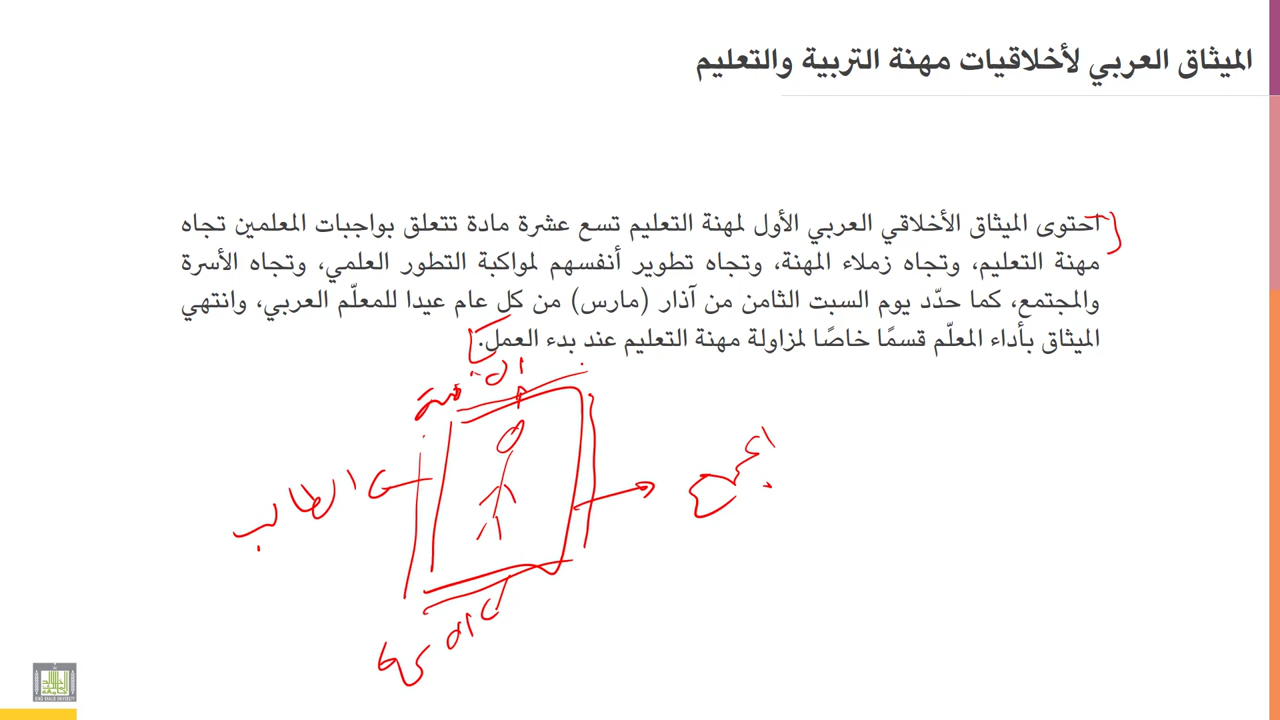 الميثاق العربي لأخلاقيات مهنة التربية والتعليم
احتوى الميثاق الأخلاقي العربي الأول لمهنة التعليم تسع عشرة مادة تتعلق بواجبات المعلمين تجاه
مهنة التعليم، وتجاه زملاء المهنة، وتجاه تطوير أنفسهم لمواكبة التطور العلمي، وتجاه الأسرة
والمجتمع، كما حدّد يوم السبت الثامن من آذار (مارس) من كل عام عيدا للمعلّم العربي، وانتهي
الميثاق بأداء المعلّم قسمًا خاصًا لمزاولة مهنة التعليم عند بدء العمل.
الطالب